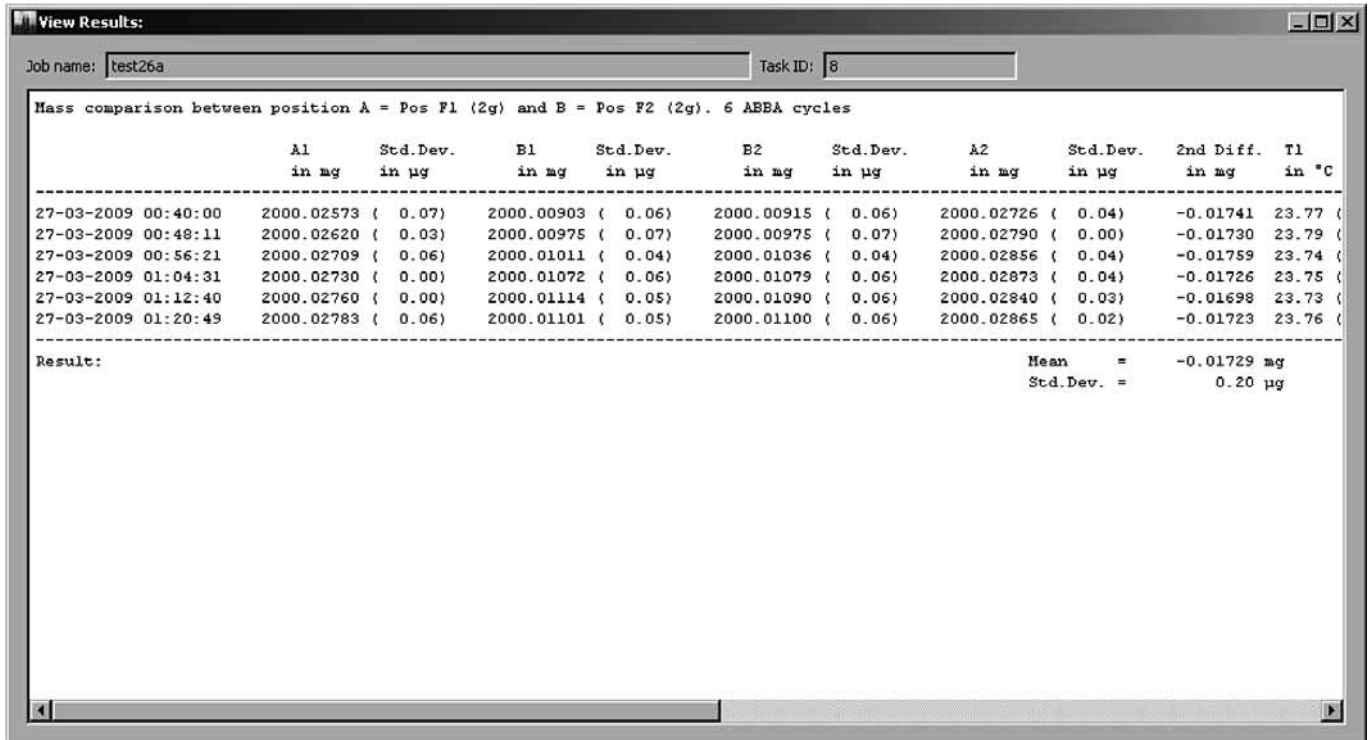 View Results:
Job name: test26a Task ID: 8
Mass comparison between position A = Pos F1 (2g) and B = Pos F2 (2g). 6 ABBA cycles
A1 Std.Dev. B1 Std.Dev. B2 Std.Dev. A2 Std.Dev. 2nd Diff. T1
in mg in µg in mg in µg in mg in µg in mg in µg in mg in °C
27-03-2009 00:40:00 2000.02573 ( 0.07) 2000.00903 ( 0.06) 2000.00915 ( 0.06) 2000.02726 ( 0.04) -0.01741 23.77 (
27-03-2009 00:48:11 2000.02620 ( 0.03) 2000.00975 ( 0.07) 2000.00975 ( 0.07) 2000.02790 ( 0.00) -0.01730 23.79 (
27-03-2009 00:56:21 2000.02709 ( 0.06) 2000.01011 ( 0.04) 2000.01036 ( 0.04) 2000.02856 ( 0.04) -0.01759 23.74 (
27-03-2009 01:04:31 2000.02730 ( 0.00) 2000.01072 ( 0.06) 2000.01079 ( 0.06) 2000.02873 ( 0.04) -0.01726 23.75 (
27-03-2009 01:12:40 2000.02760 ( 0.00) 2000.01114 ( 0.05) 2000.01090 ( 0.06) 2000.02840 ( 0.03) -0.01698 23.73 (
27-03-2009 01:20:49 2000.02783 ( 0.06) 2000.01101 ( 0.05) 2000.01100 ( 0.06) 2000.02865 ( 0.02) -0.01723 23.76 (
Result: Mean = -0.01729 mg
Std.Dev. = 0.20 µg